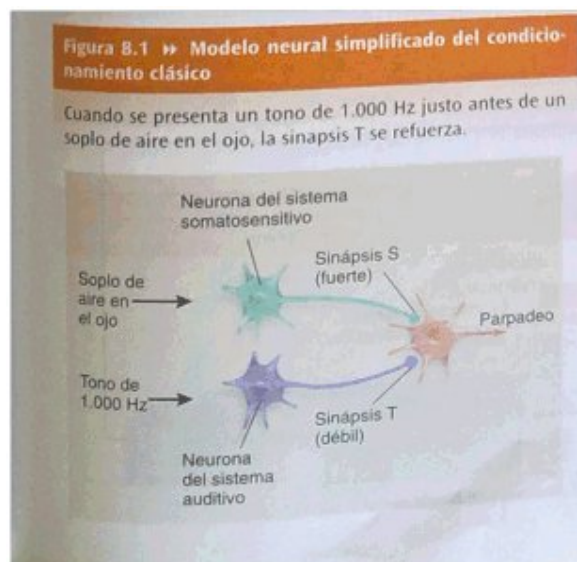 Figura 8.1 » Modelo neural simplificado del condicio-
namiento clásico
Cuando se presenta un tono de 1.000 Hz justo antes de un
soplo de aire en el ojo, la sinapsis T se refuerza.
Neurona del sistema
somatosensitivo
Sinápsis S
(fuerte)
Soplo de
aire en
el ojo
Parpadeo
Tono de
1.000 Hz
Sinápsis T
(débil)
Neurona
del sistema
auditivo